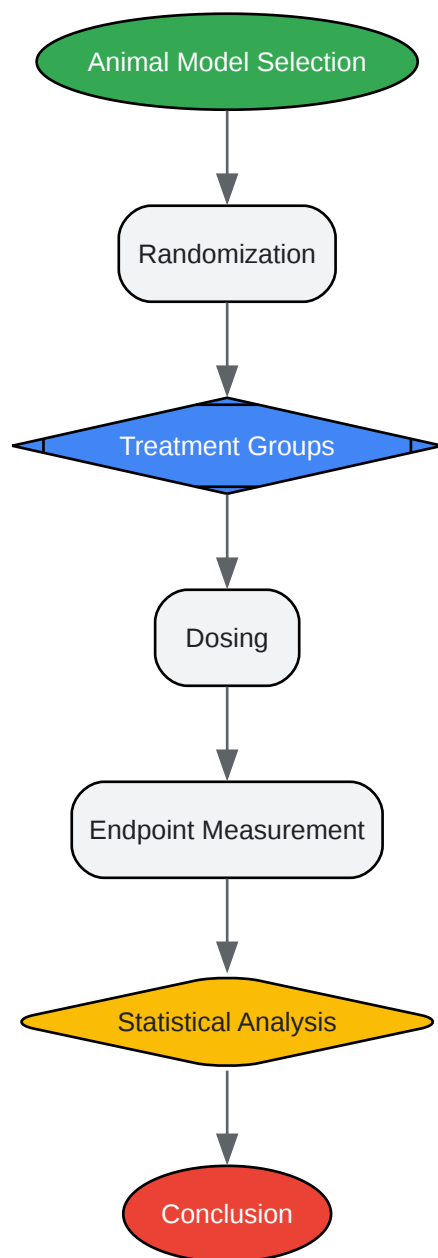 Animal Model Selection
Randomization
Treatment Groups
Dosing
Endpoint Measurement
Statistical Analysis
Conclusion